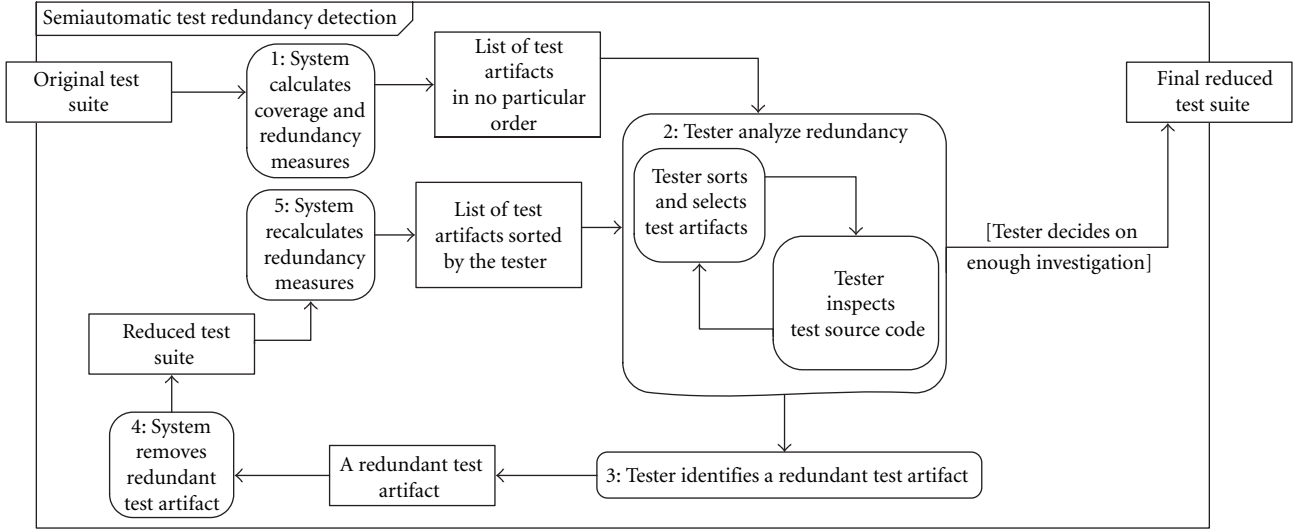 Semiautomatic test redundancy detection
Original test
suite
1: System
calculates
coverage and
redundancy
measures
List of test
artifacts
in no particular
order
Final reduced
test suite
2: Tester analyze redundancy
Tester sorts
and selects
test artifacts
Tester
inspects
test source code
[Tester decides on
enough investigation]
5: System
recalculates
redundancy
measures
List of test
artifacts sorted
by the tester
Reduced test
suite
4: System
removes
redundant
test artifact
A redundant test
artifact
3: Tester identifies a redundant test artifact